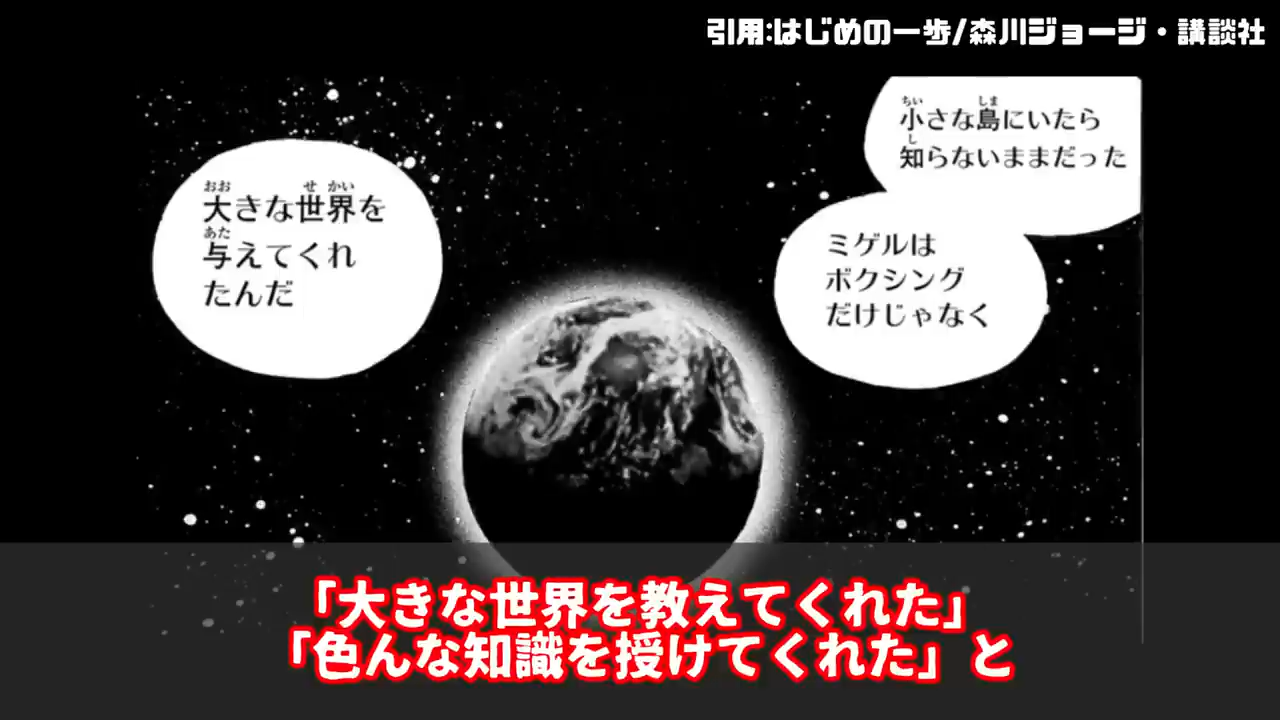 引用:はじめの一歩/森川ジョージ・講談社
小さな島にいたら
知らないままだった
ミゲルは
ボクシング
だけじゃなく
大きな世界を
与えてくれ
たんだ
「大きな世界を教えてくれた」
「色んな知識を授けてくれた」と